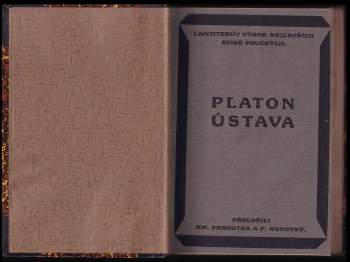 LAICHTERŮV VÝBOR NEJLEPŠÍCH
SPISŮ POUČNÝCH.
PLATON
ÚSTAVA
PŘELOŽILI
EM. PEROUTKA A F. NOVOTNÝ.